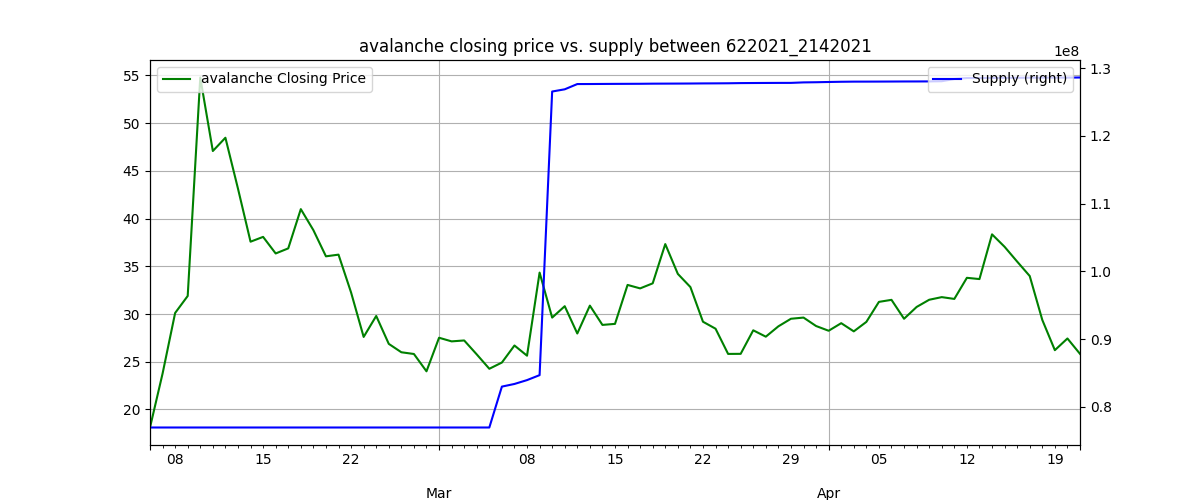 avalanche closing price vs. supply between 622021_2142021
1e8
avalanche Closing Price
Supply (right)
55
50
45
40
35
30
25
20
1.3
1.2
1.1
1.0
0.9
0.8
08 15 22 08 15 22 29 05 12 19
Mar Apr